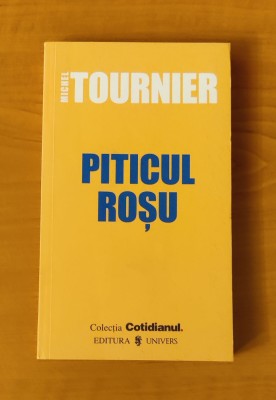 MICHEL
TOURNIER
PITICUL
ROȘU
Colecția Cotidianul.
EDITURA UNIVERS